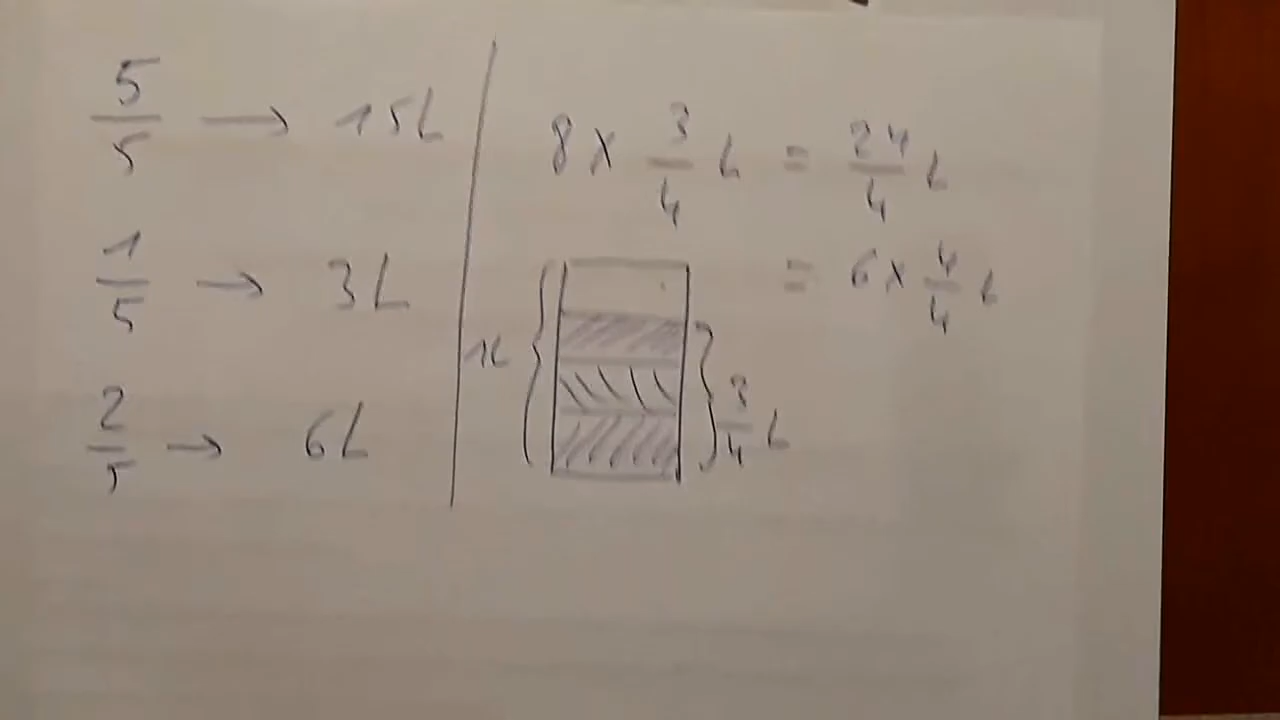 5/5 → 15L
1/5 → 3L
2/5 → 6L
8 x 3/4 L = 24/4 L
= 6 x 4/4 L
1L
3/4 L